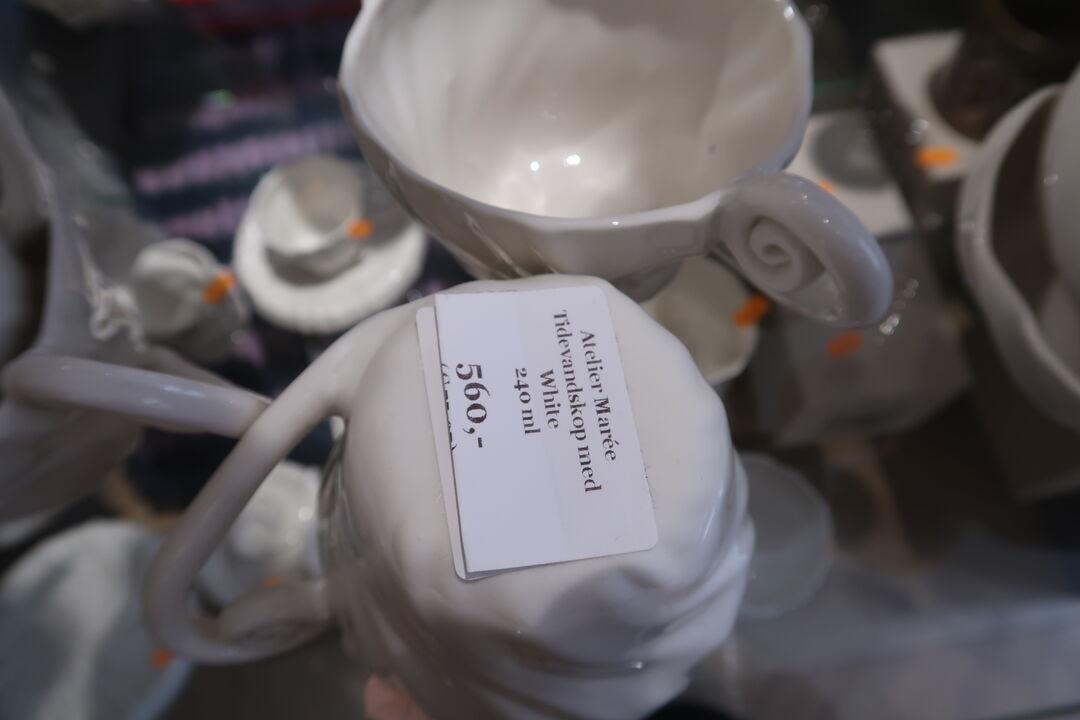 Atelier Marée
Tidevandskop med
White
240 ml
560,-